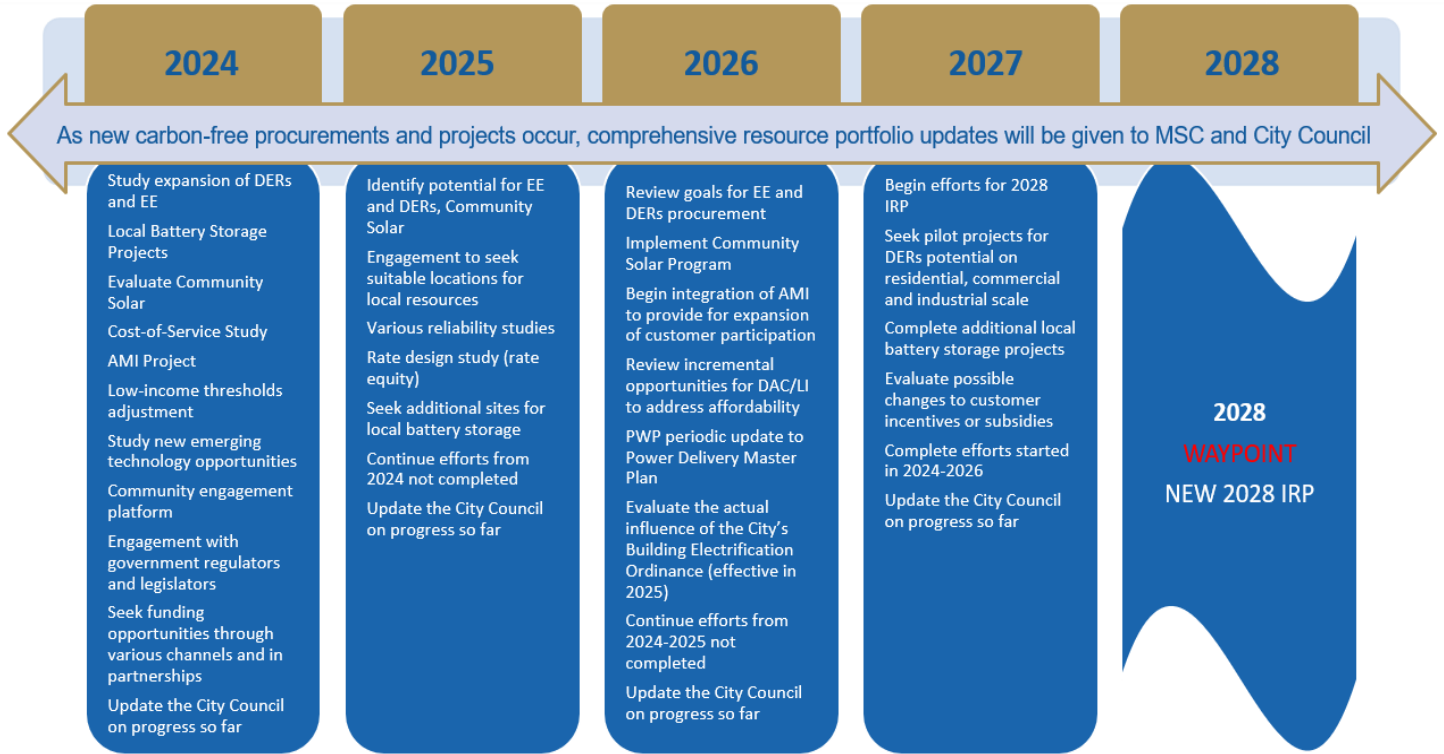 2024
2025
2026
2027
2028
As new carbon-free procurements and projects occur, comprehensive resource portfolio updates will be given to MSC and City Council
Study expansion of DERs
and EE
Local Battery Storage
Projects
Evaluate Community
Solar
Cost-of-Service Study
AMI Project
Low-income thresholds
adjustment
Study new emerging
technology opportunities
Community engagement
platform
Engagement with
government regulators
and legislators
Seek funding
opportunities through
various channels and in
partnerships
Update the City Council
on progress so far
Identify potential for EE
and DERs, Community
Solar
Engagement to seek
suitable locations for
local resources
Various reliability studies
Rate design study (rate
equity)
Seek additional sites for
local battery storage
Continue efforts from
2024 not completed
Update the City Council
on progress so far
Review goals for EE and
DERs procurement
Implement Community
Solar Program
Begin integration of AMI
to provide for expansion
of customer participation
Review incremental
opportunities for DAC/LI
to address affordability
PWP periodic update to
Power Delivery Master
Plan
Evaluate the actual
influence of the City's
Building Electrification
Ordinance (effective in
2025)
Continue efforts from
2024-2025 not
completed
Update the City Council
on progress so far
Begin efforts for 2028
IRP
Seek pilot projects for
DERs potential on
residential, commercial
and industrial scale
Complete additional local
battery storage projects
Evaluate possible
changes to customer
incentives or subsidies
Complete efforts started
in 2024-2026
Update the City Council
on progress so far
2028
WAYPOINT
NEW 2028 IRP